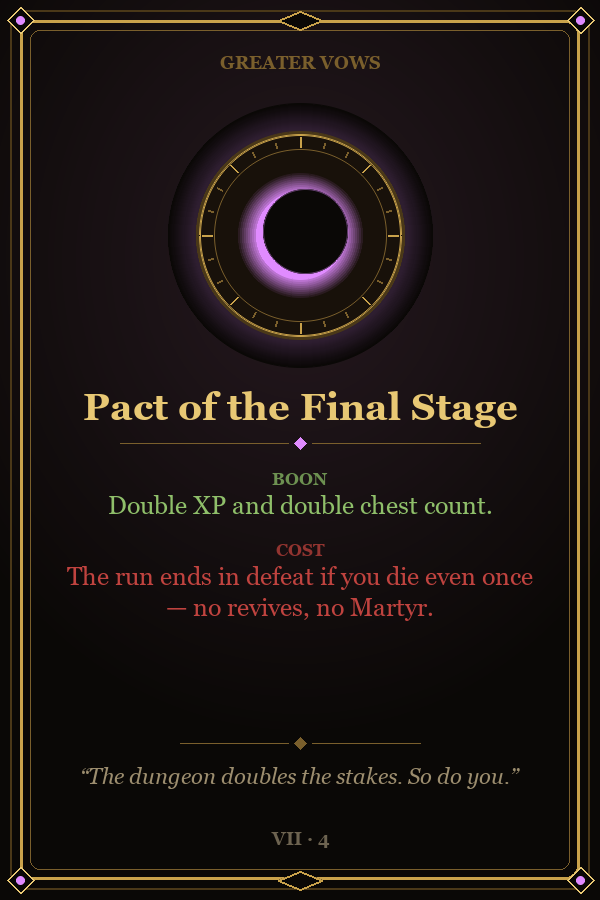 GREATER VOWS
Pact of the Final Stage
BOON
Double XP and double chest count.
COST
The run ends in defeat if you die even once
— no revives, no Martyr.
“The dungeon doubles the stakes. So do you.”
VII · 4